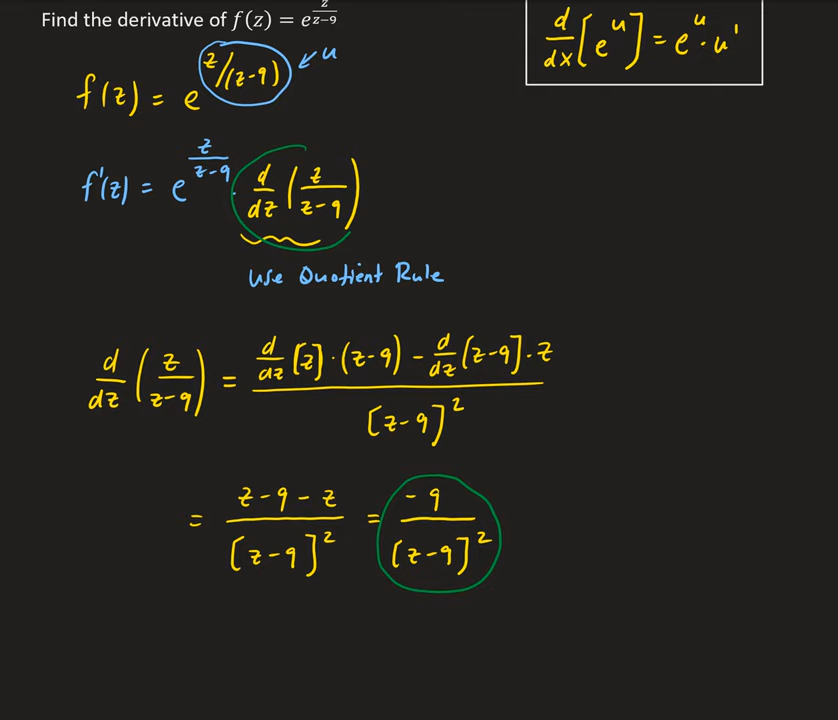 Find the derivative of f(z) = e^(z/(z−9))
d/dx [e^u] = e^u · u'
f(z) = e^(z/(z-9)) ← u
f'(z) = e^(z/(z-9)) · d/dz (z/(z-9))
Use Quotient Rule
d/dz (z/(z-9)) = (d/dz [z] · (z-9) - d/dz [z-9] · z) / [z-9]^2
= (z-9-z) / [z-9]^2 = -9 / [z-9]^2